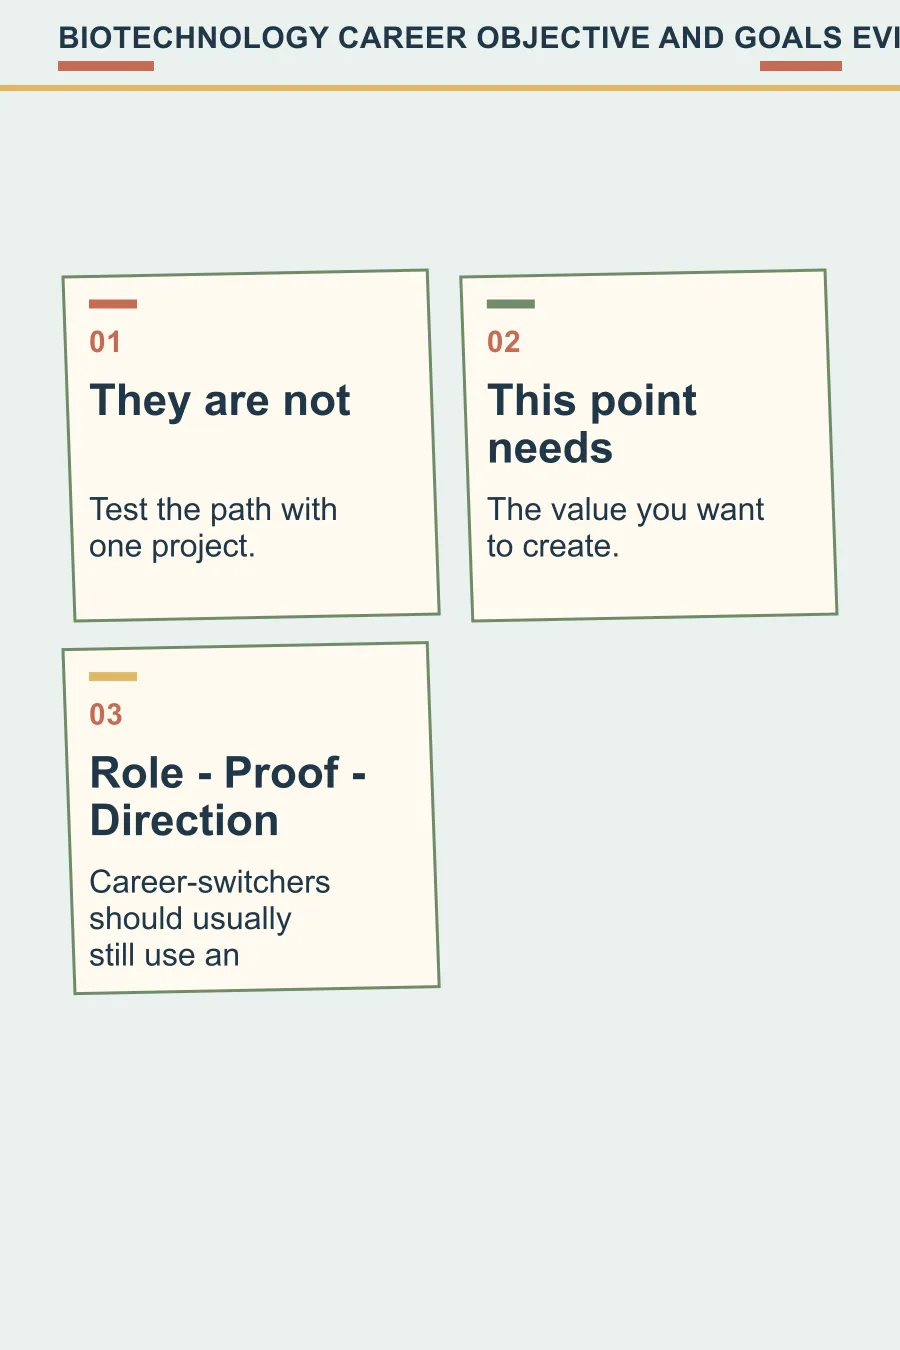 BIOTECHNOLOGY CAREER OBJECTIVE AND GOALS EVI
01
They are not
Test the path with
one project.
02
This point
needs
The value you want
to create.
03
Role - Proof -
Direction
Career-switchers
should usually
still use an